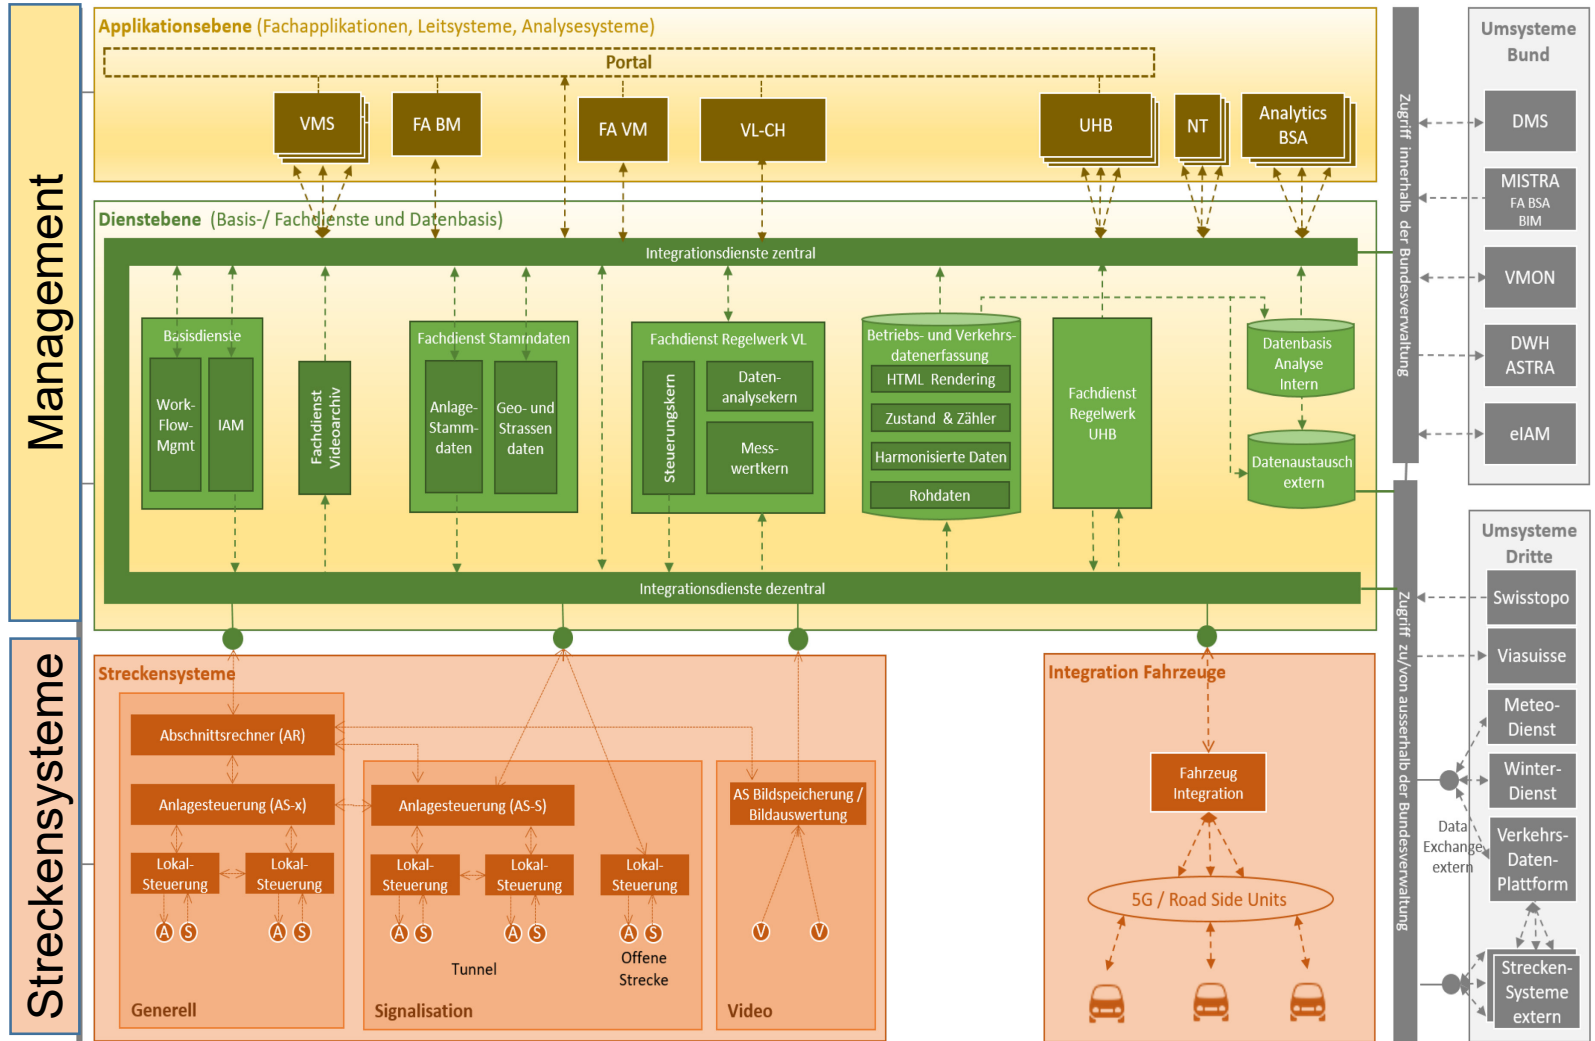 Management
Streckensysteme
Applikationsebene (Fachapplikationen, Leitsysteme, Analysesysteme)
Portal
VMS
FA BM
FA VM
VL-CH
UHB
NT
Analytics
BSA
Dienstebene (Basis-/ Fachdienste und Datenbasis)
Integrationsdienste zentral
Basisdienste
Work-
Flow-
Mgmt
IAM
Fachdienst
Videoarchiv
Fachdienst Stammdaten
Anlage-
Stamm-
daten
Geo- und
Strassen
daten
Fachdienst Regelwerk VL
Steuerungskern
Daten-
analysekern
Mess-
wertkern
Betriebs- und Verkehrs-
datenerfassung
HTML Rendering
Zustand & Zähler
Harmonisierte Daten
Rohdaten
Fachdienst
Regelwerk
UHB
Datenbasis
Analyse
Intern
Datenaustausch
extern
Integrationsdienste dezentral
Streckensysteme
Abschnittsrechner (AR)
Anlagesteuerung (AS-x)
Lokal-
Steuerung
Lokal-
Steuerung
A
S
A
S
Generell
Anlagesteuerung (AS-S)
Lokal-
Steuerung
Lokal-
Steuerung
Lokal-
Steuerung
A
S
A
S
A
S
Tunnel
Offene
Strecke
Signalisation
AS Bildspeicherung /
Bildauswertung
V
V
Video
Integration Fahrzeuge
Fahrzeug
Integration
5G / Road Side Units
Zugriff innerhalb der Bundesverwaltung
Zugriff zu/von ausserhalb der Bundesverwaltung
Umsysteme
Bund
DMS
MISTRA
FA BSA
BIM
VMON
DWH
ASTRA
eIAM
Umsysteme
Dritte
Swisstopo
Viasuisse
Meteo-
Dienst
Winter-
Dienst
Data
Exchange
extern
Verkehrs-
Daten-
Plattform
Strecken-
Systeme
extern